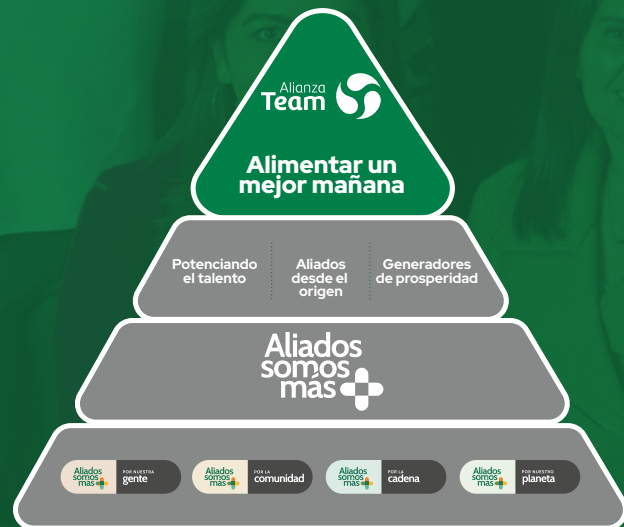 Alianza
Team
Alimentar un
mejor mañana
Potenciando
el talento
Aliados
desde el
origen
Generadores
de prosperidad
Aliados
somos
más
Aliados
somos
más
POR NUESTRA
gente
Aliados
somos
más
POR LA
comunidad
Aliados
somos
más
POR LA
cadena
Aliados
somos
más
POR NUESTRO
planeta